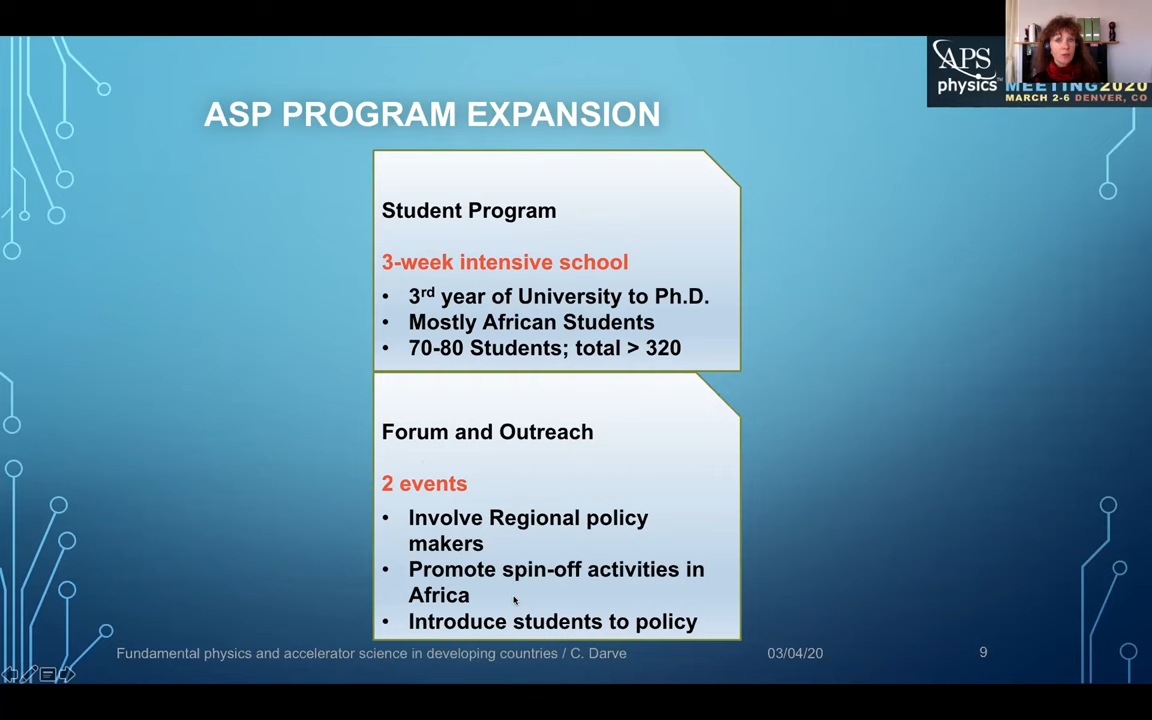 APS
physics™
MEETING2020
MARCH 2-6 DENVER, CO
ASP PROGRAM EXPANSION
Student Program
3-week intensive school
• 3rd year of University to Ph.D.
• Mostly African Students
• 70-80 Students; total > 320
Forum and Outreach
2 events
• Involve Regional policy
makers
• Promote spin-off activities in
Africa
• Introduce students to policy
Fundamental physics and accelerator science in developing countries / C. Darve
03/04/20
9